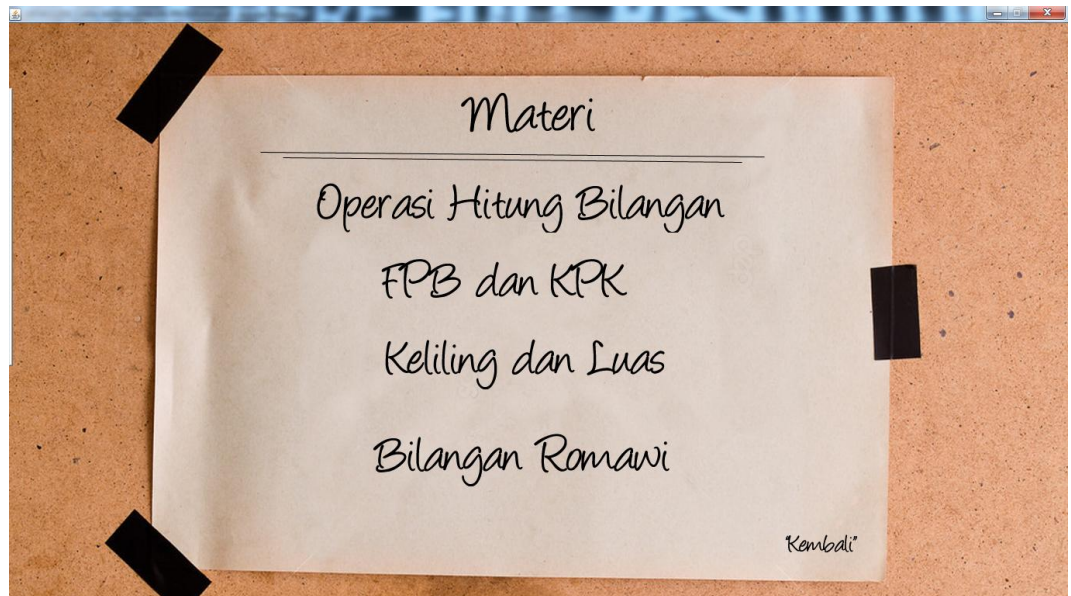 Materi
Operasi Hitung Bilangan
FPB dan KPK
Keliling dan Luas
Bilangan Romawi
"Kembali"